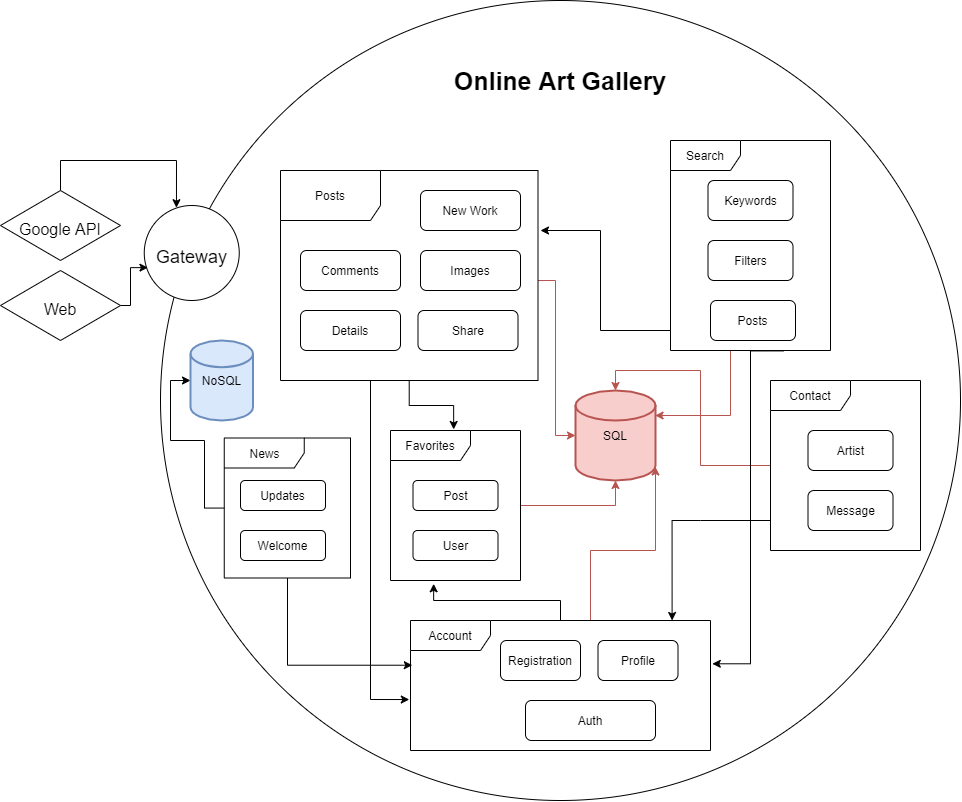 Online Art Gallery
Google API
Web
Gateway
Posts
New Work
Comments
Images
Details
Share
Search
Keywords
Filters
Posts
NoSQL
SQL
Contact
Artist
Message
News
Updates
Welcome
Favorites
Post
User
Account
Registration
Profile
Auth